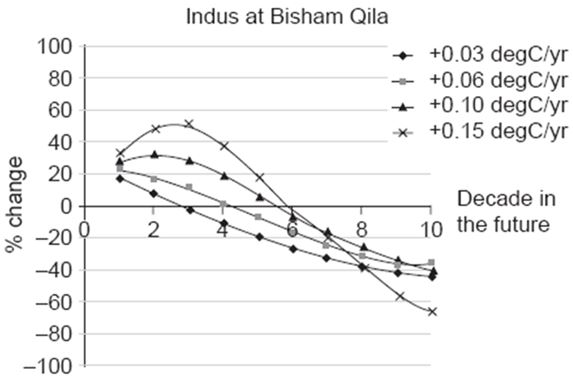 Indus at Bisham Qila
100
80
60
40
20
0
–20
–40
–60
–80
–100
% change
0
2
4
6
8
10
Decade in
the future
+0.03 degC/yr
+0.06 degC/yr
+0.10 degC/yr
+0.15 degC/yr